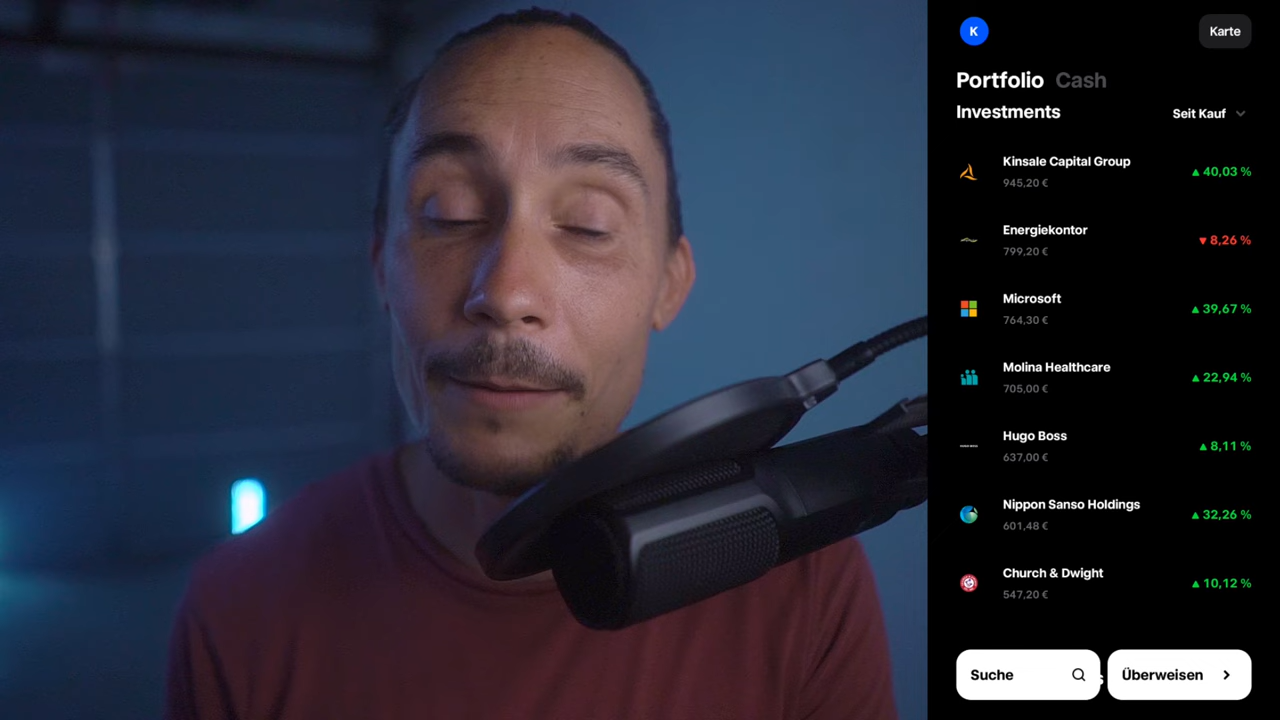 K
Karte
Portfolio Cash
Investments
Seit Kauf
Kinsale Capital Group
945,20 €
▲ 40,03 %
Energiekontor
799,20 €
▼ 8,26 %
Microsoft
764,30 €
▲ 39,67 %
Molina Healthcare
705,00 €
▲ 22,94 %
Hugo Boss
637,00 €
▲ 8,11 %
Nippon Sanso Holdings
601,48 €
▲ 32,26 %
Church & Dwight
547,20 €
▲ 10,12 %
Suche
Überweisen